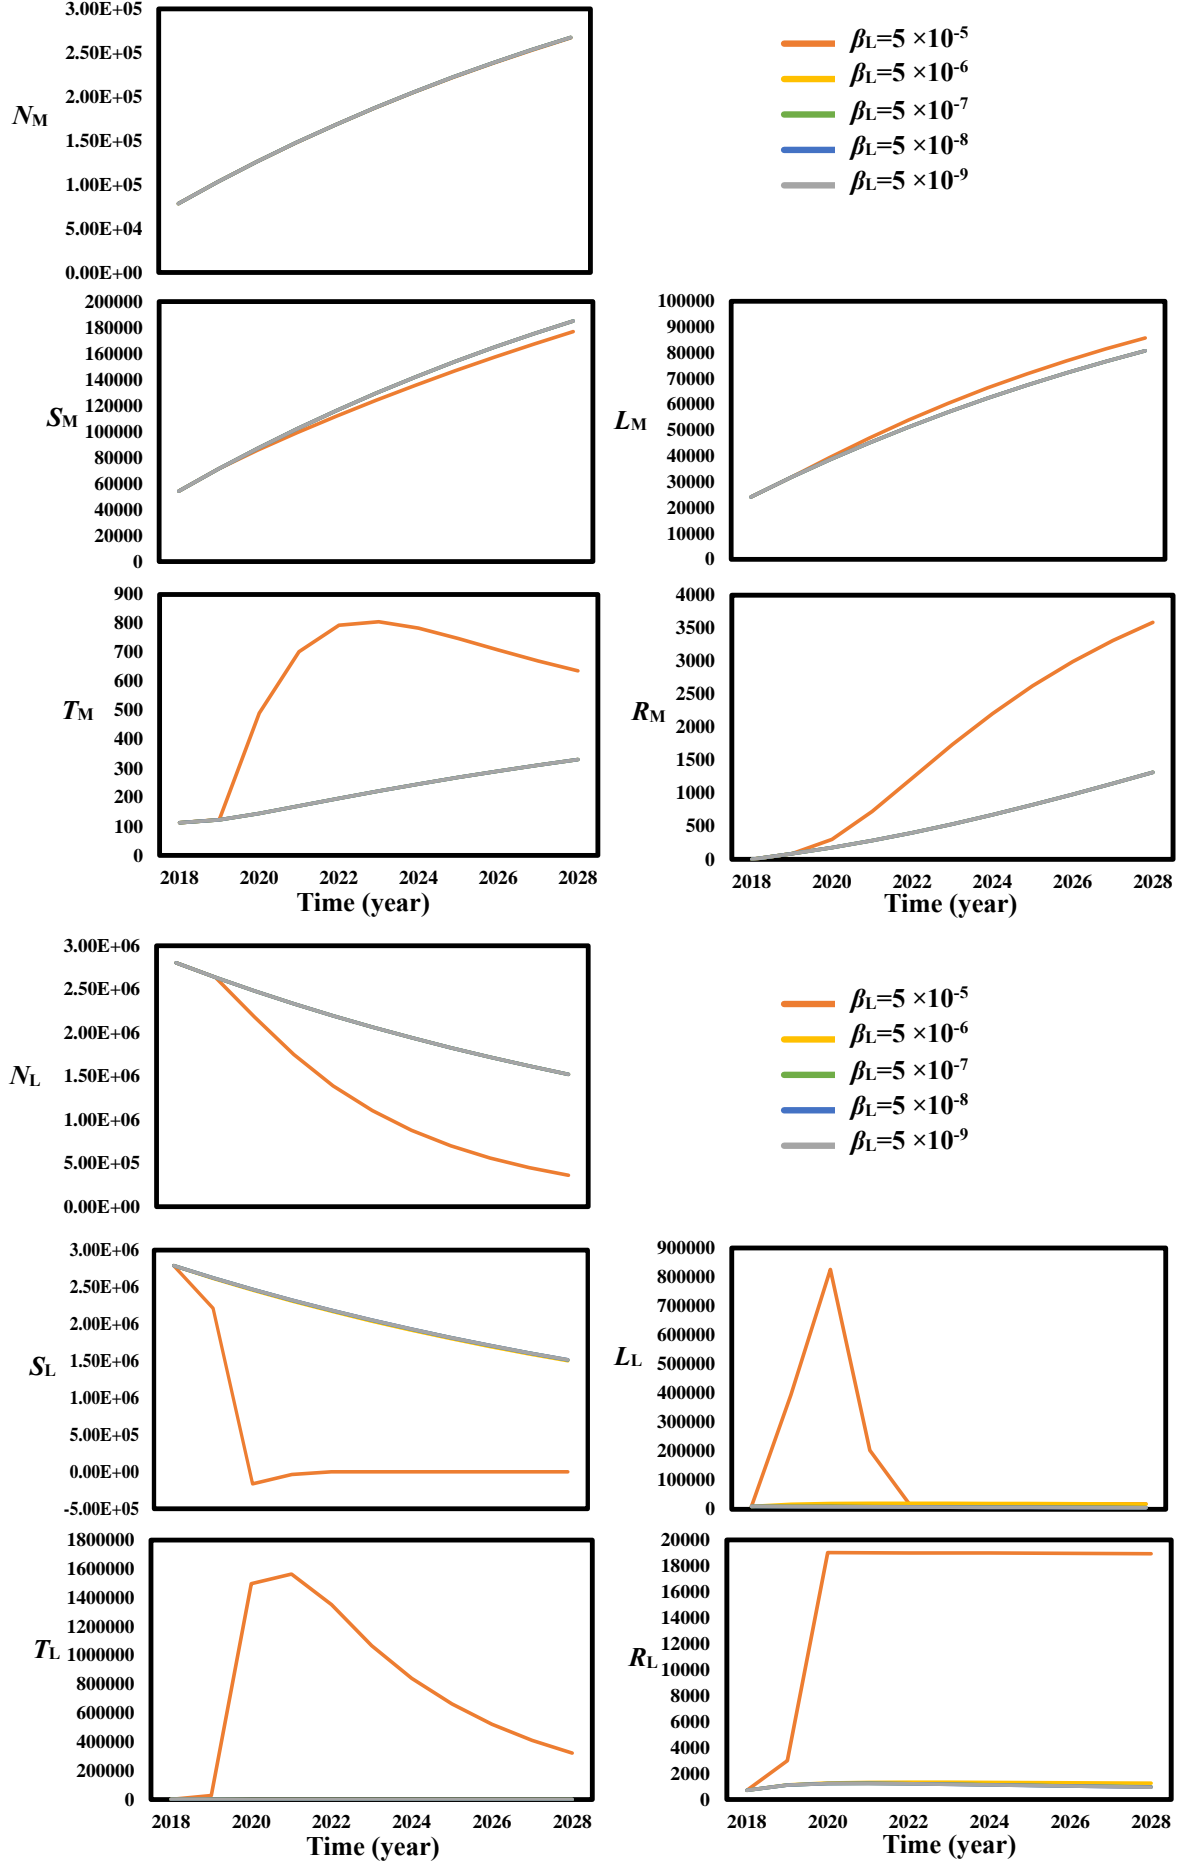 3.00E+05
2.50E+05
2.00E+05
1.50E+05
1.00E+05
5.00E+04
0.00E+00
N_M
β_L=5 ×10^-5
β_L=5 ×10^-6
β_L=5 ×10^-7
β_L=5 ×10^-8
β_L=5 ×10^-9
200000
180000
160000
140000
120000
100000
80000
60000
40000
20000
0
S_M
100000
90000
80000
70000
60000
50000
40000
30000
20000
10000
0
L_M
900
800
700
600
500
400
300
200
100
0
T_M
2018 2020 2022 2024 2026 2028
Time (year)
4000
3500
3000
2500
2000
1500
1000
500
0
R_M
2018 2020 2022 2024 2026 2028
Time (year)
3.00E+06
2.50E+06
2.00E+06
1.50E+06
1.00E+06
5.00E+05
0.00E+00
N_L
β_L=5 ×10^-5
β_L=5 ×10^-6
β_L=5 ×10^-7
β_L=5 ×10^-8
β_L=5 ×10^-9
3.00E+06
2.50E+06
2.00E+06
1.50E+06
1.00E+06
5.00E+05
0.00E+00
-5.00E+05
S_L
900000
800000
700000
600000
500000
400000
300000
200000
100000
0
L_L
1800000
1600000
1400000
1200000
1000000
800000
600000
400000
200000
0
T_L
2018 2020 2022 2024 2026 2028
Time (year)
20000
18000
16000
14000
12000
10000
8000
6000
4000
2000
0
R_L
2018 2020 2022 2024 2026 2028
Time (year)